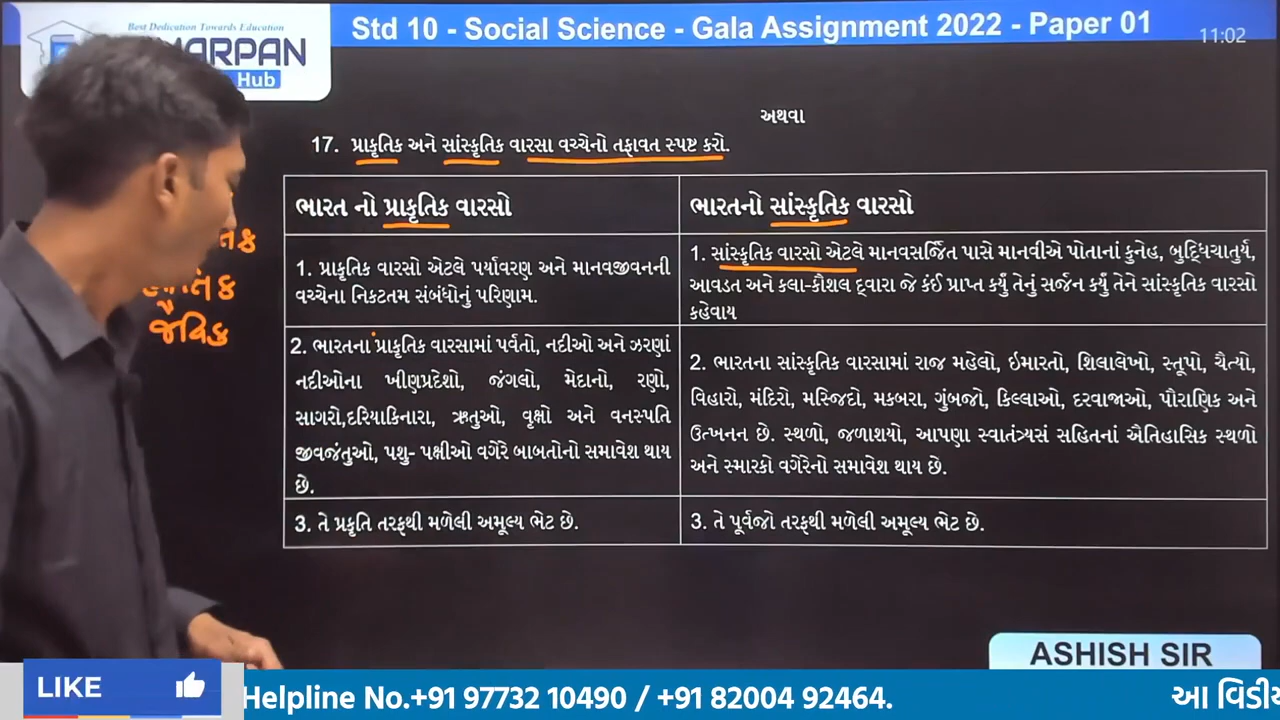 Best Dedication Towards Education
Std 10 - Social Science - Gala Assignment 2022 - Paper 01
11:02
Hub
અથવા
17. પ્રાકૃતિક અને સાંસ્કૃતિક વારસા વચ્ચેનો તફાવત સ્પષ્ટ કરો.
ભારત નો પ્રાકૃતિક વારસો
1. પ્રાકૃતિક વારસો એટલે પર્યાવરણ અને માનવજીવનની
વચ્ચેના નિકટતમ સંબંધોનું પરિણામ.
2. ભારતનાં પ્રાકૃતિક વારસામાં પર્વતો, નદીઓ અને ઝરણાં
નદીઓના ખીણપ્રદેશો, જંગલો, મેદાનો, રણો,
સાગરો,દરિયાકિનારા, ઋતુઓ, વૃક્ષો અને વનસ્પતિ
જીવજંતુઓ, પશુ- પક્ષીઓ વગેરે બાબતોનો સમાવેશ થાય
છે.
3. તે પ્રકૃતિ તરફથી મળેલી અમૂલ્ય ભેટ છે.
ભારતનો સાંસ્કૃતિક વારસો
1. સાંસ્કૃતિક વારસો એટલે માનવસર્જિત પાસે માનવીએ પોતાનાં કુનેહ, બુદ્ધિચાતુર્ય,
આવડત અને કલા-કૌશલ દ્વારા જે કંઈ પ્રાપ્ત કર્યું તેનું સર્જન કર્યું તેને સાંસ્કૃતિક વારસો
કહેવાય
2. ભારતના સાંસ્કૃતિક વારસામાં રાજ મહેલો, ઇમારતો, શિલાલેખો, સ્તૂપો, ચૈત્યો,
વિહારો, મંદિરો, મસ્જિદો, મકબરા, ગુંબજો, કિલ્લાઓ, દરવાજાઓ, પૌરાણિક અને
ઉત્ખનન છે. સ્થળો, જળાશયો, આપણા સ્વાતંત્ર્યસં સહિતનાં ઐતિહાસિક સ્થળો
અને સ્મારકો વગેરેનો સમાવેશ થાય છે.
3. તે પૂર્વજો તરફથી મળેલી અમૂલ્ય ભેટ છે.
જૈવિક
ASHISH SIR
LIKE
Helpline No.+91 97732 10490 / +91 82004 92464.
આ